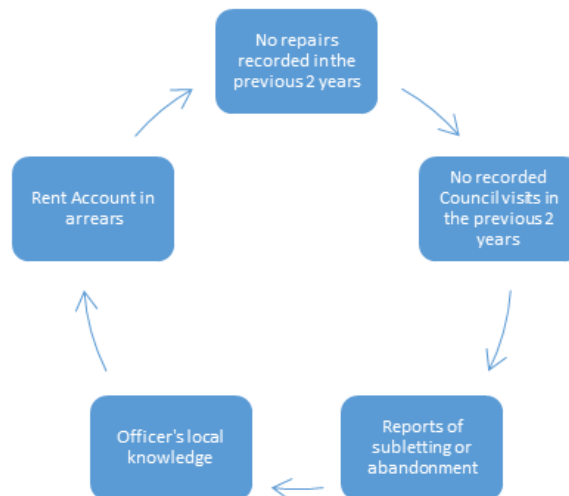 No repairs
recorded in the
previous 2 years
No recorded
Council visits in
the previous 2
years
Reports of
subletting or
abandonment
Officer's local
knowledge
Rent Account in
arrears